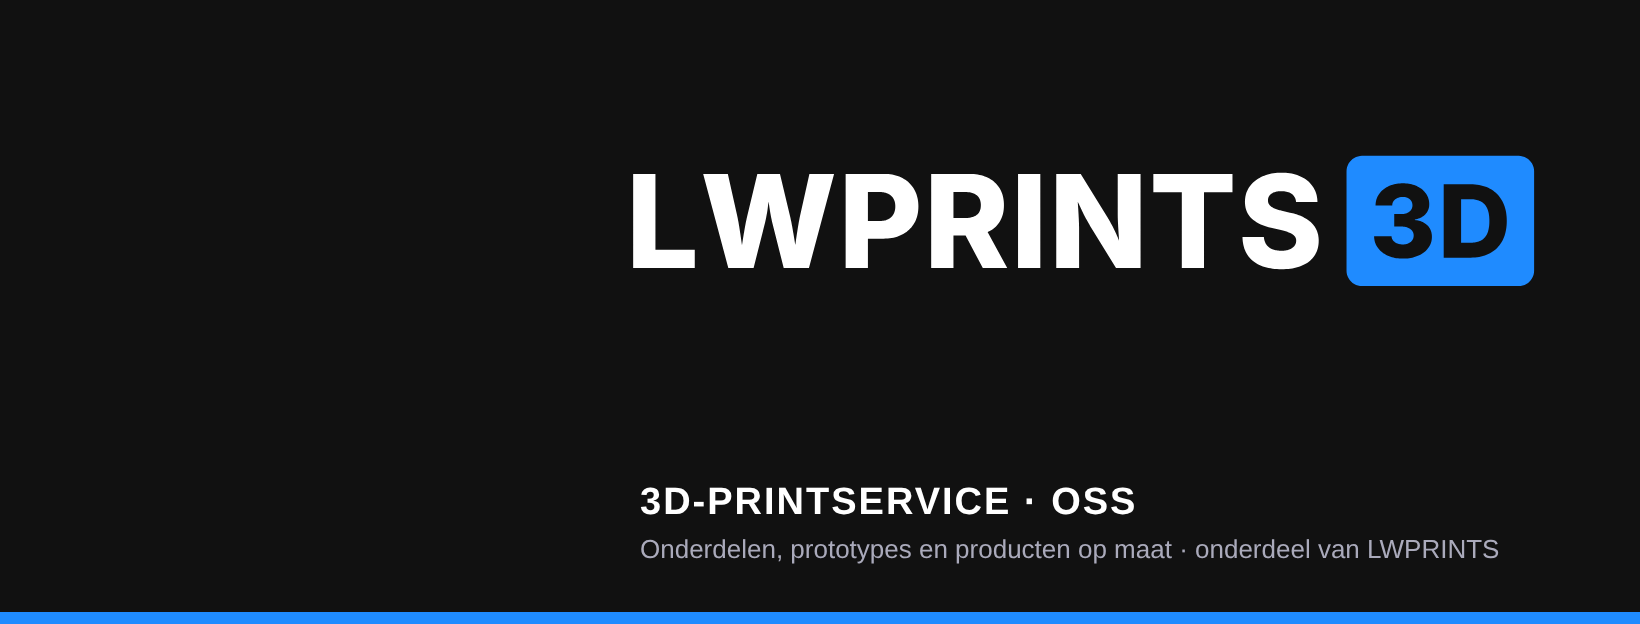 LWPRINTS 3D
3D-PRINTSERVICE · OSS
Onderdelen, prototypes en producten op maat · onderdeel van LWPRINTS